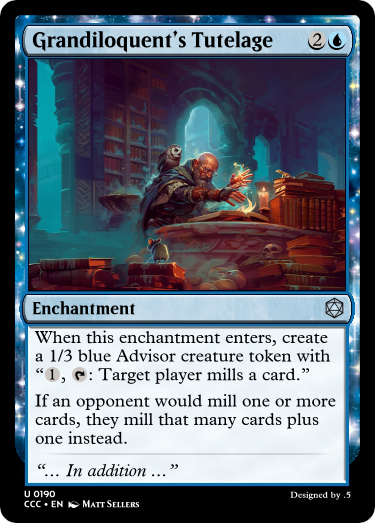 Grandiloquent's Tutelage 2
Enchantment
When this enchantment enters, create
a 1/3 blue Advisor creature token with
“1, : Target player mills a card.”
If an opponent would mill one or more
cards, they mill that many cards plus
one instead.
“… In addition …”
U 0190
CCC • EN Matt Sellers
Designed by .5